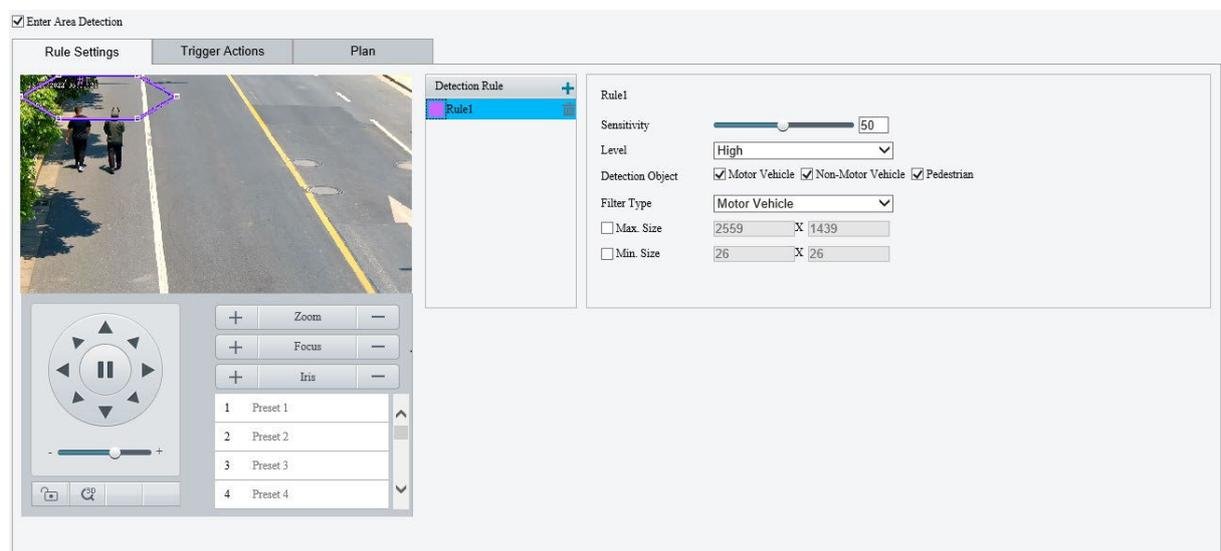 Enter Area Detection
Rule Settings
Trigger Actions
Plan
Detection Rule
Rule1
Rule1
Sensitivity
50
Level
High
Detection Object
Motor Vehicle
Non-Motor Vehicle
Pedestrian
Filter Type
Motor Vehicle
Max. Size
2559 X 1439
Min. Size
26 X 26
+ Zoom −
+ Focus −
+ Iris −
1 Preset 1
2 Preset 2
3 Preset 3
4 Preset 4
- +
3D